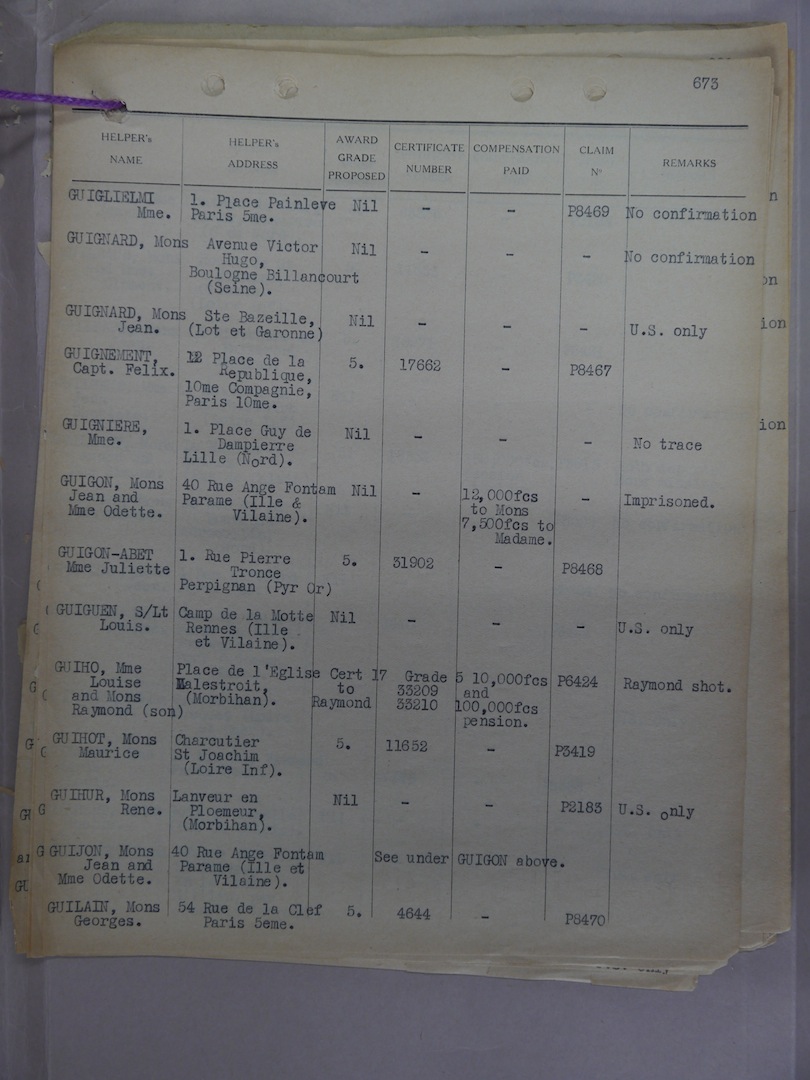 673
HELPER's NAME | HELPER's ADDRESS | AWARD GRADE PROPOSED | CERTIFICATE NUMBER | COMPENSATION PAID | CLAIM No | REMARKS
GUIGLIELMI 1. Place Painleve Nil - - P8469 No confirmation
Mme. Paris 5me.
GUIGNARD, Mons Avenue Victor Nil - - - No confirmation
Hugo,
Boulogne Billancourt
(Seine).
GUIGNARD, Mons Ste Bazeille, Nil - - - U.S. only
Jean. (Lot et Garonne)
GUIGNEMENT, 12 Place de la 5. 17662 - P8467
Capt. Felix. Republique,
10me Compagnie,
Paris 10me.
GUIGNIERE, 1. Place Guy de Nil - - - No trace
Mme. Dampierre
Lille (Nord).
GUIGON, Mons 40 Rue Ange Fontam Nil - 12,000fcs - Imprisoned.
Jean and Parame (Ille & to Mons
Mme Odette. Vilaine). 7,500fcs to
Madame.
GUIGON-ABET 1. Rue Pierre 5. 31902 - P8468
Mme Juliette Tronce
Perpignan (Pyr Or)
GUIGUEN, S/Lt Camp de la Motte Nil - - - U.S. only
Louis. Rennes (Ille
et Vilaine).
GUIHO, Mme Place de l'Eglise Cert 17 Grade 5 10,000fcs P6424 Raymond shot.
Louise Malestroit, to 33209 and
and Mons (Morbihan). Raymond 33210 100,000fcs
Raymond (son) pension.
GUIHOT, Mons Charcutier 5. 11652 - P3419
Maurice St Joachim
(Loire Inf).
GUIHUR, Mons Lanveur en Nil - - P2183 U.S. only
Rene. Ploemeur,
(Morbihan).
GUIJON, Mons 40 Rue Ange Fontam See under GUIGON above.
Jean and Parame (Ille et
Mme Odette. Vilaine).
GUILAIN, Mons 54 Rue de la Clef 5. 4644 - P8470
Georges. Paris 5eme.